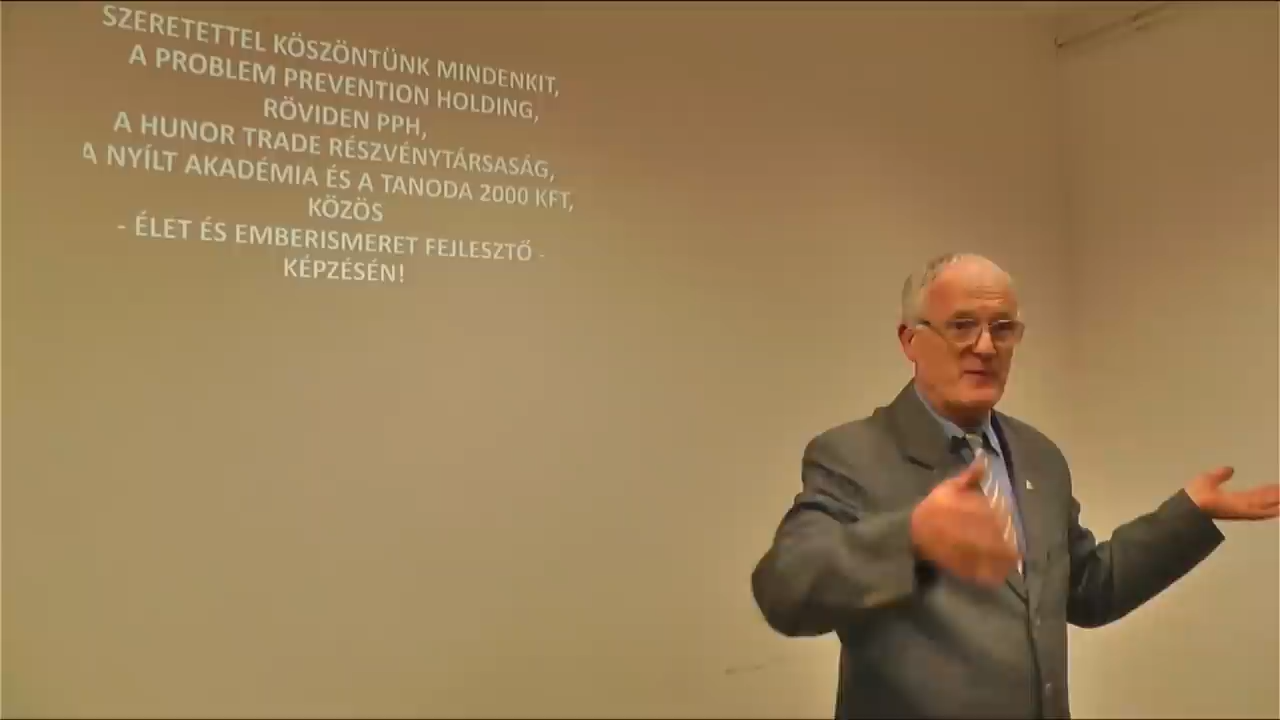 SZERETETTEL KÖSZÖNTÜNK MINDENKIT,
A PROBLEM PREVENTION HOLDING,
RÖVIDEN PPH,
A HUNOR TRADE RÉSZVÉNYTÁRSASÁG,
A NYÍLT AKADÉMIA ÉS A TANODA 2000 KFT,
KÖZÖS
- ÉLET ÉS EMBERISMERET FEJLESZTŐ -
KÉPZÉSÉN!